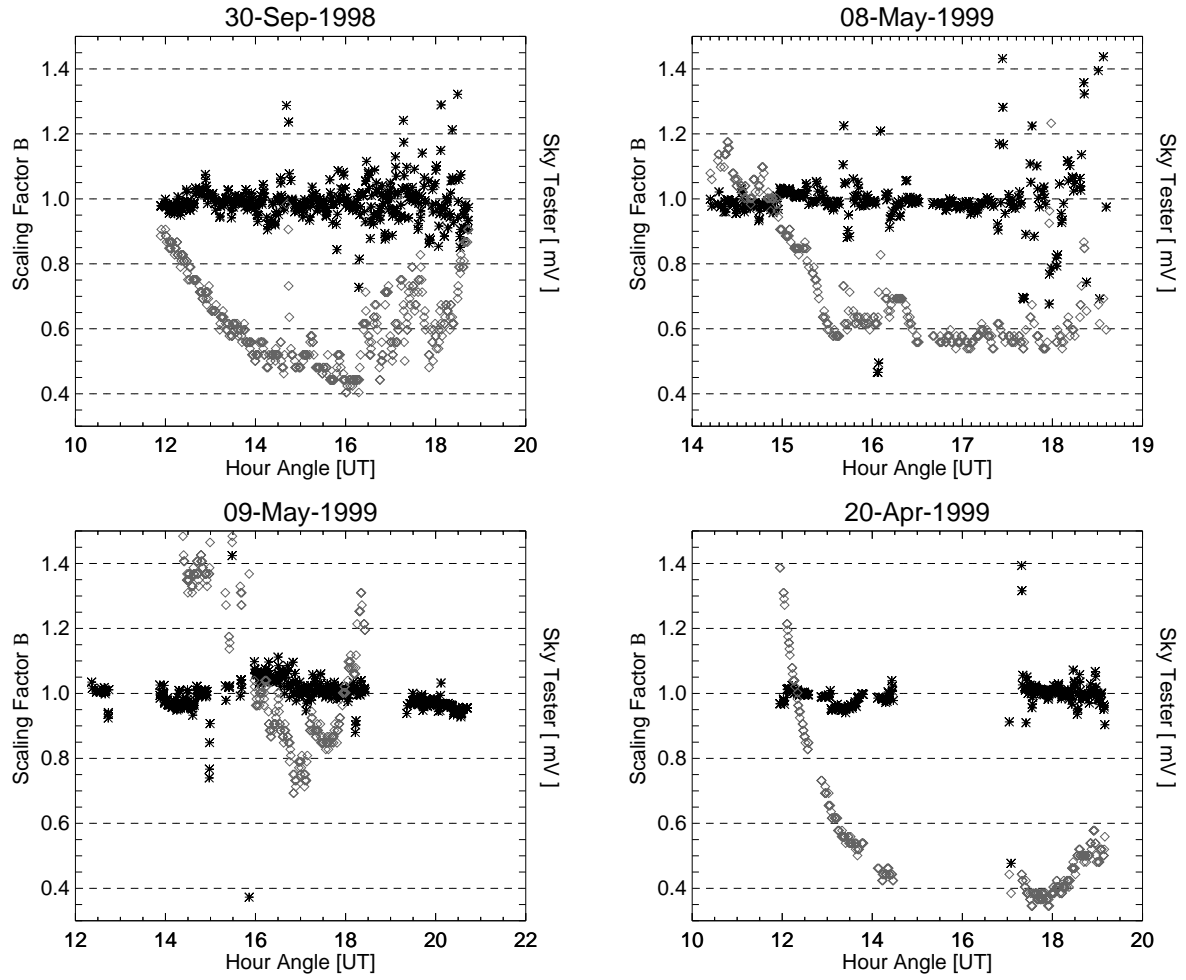 30-Sep-1998
1.4
1.2
1.0
0.8
0.6
0.4
Scaling Factor B
Sky Tester [ mV ]
10 12 14 16 18 20
Hour Angle [UT]
08-May-1999
1.4
1.2
1.0
0.8
0.6
0.4
Scaling Factor B
Sky Tester [ mV ]
14 15 16 17 18 19
Hour Angle [UT]
09-May-1999
1.4
1.2
1.0
0.8
0.6
0.4
Scaling Factor B
Sky Tester [ mV ]
12 14 16 18 20 22
Hour Angle [UT]
20-Apr-1999
1.4
1.2
1.0
0.8
0.6
0.4
Scaling Factor B
Sky Tester [ mV ]
10 12 14 16 18 20
Hour Angle [UT]